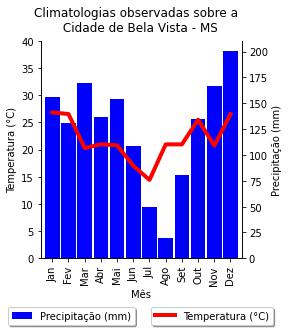 Climatologias observadas sobre a
Cidade de Bela Vista - MS
40
35
30
25
20
15
10
5
0
Temperatura (°C)
200
175
150
125
100
75
50
25
0
Precipitação (mm)
Jan Fev Mar Abr Mai Jun Jul Ago Set Out Nov Dez
Mês
Precipitação (mm) Temperatura (°C)